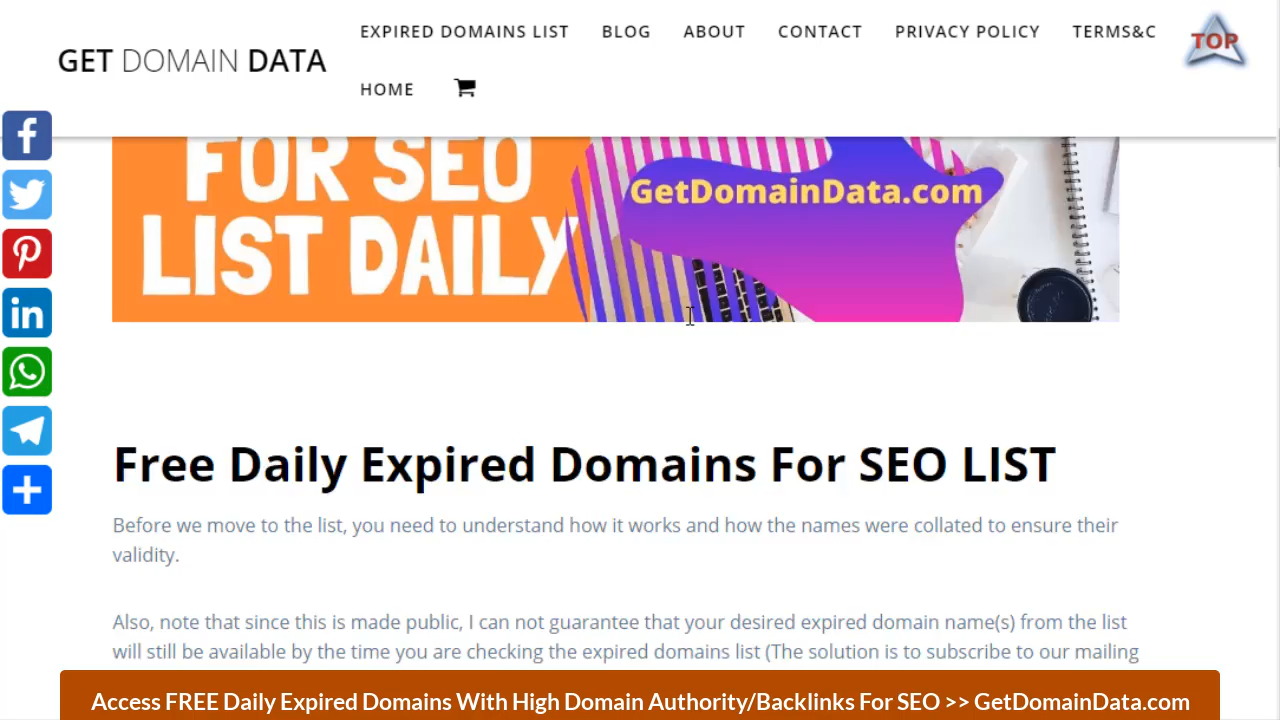 EXPIRED DOMAINS LIST BLOG ABOUT CONTACT PRIVACY POLICY TERMS&C
TOP
GET DOMAIN DATA
HOME
FOR SEO
LIST DAILY
GetDomainData.com
Free Daily Expired Domains For SEO LIST
Before we move to the list, you need to understand how it works and how the names were collated to ensure their
validity.
Also, note that since this is made public, I can not guarantee that your desired expired domain name(s) from the list
will still be available by the time you are checking the expired domains list (The solution is to subscribe to our mailing
Access FREE Daily Expired Domains With High Domain Authority/Backlinks For SEO >> GetDomainData.com